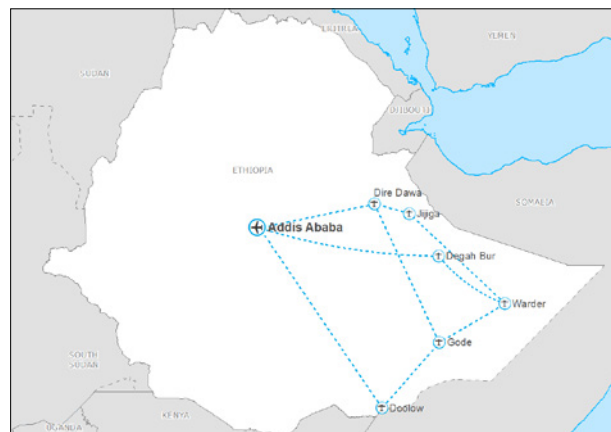 ERITREA
YEMEN
SUDAN
DJIBOUTI
ETHIOPIA
Dire Dawa
SOMALIA
Jijiga
Addis Ababa
Degah Bur
Warder
Gode
SOUTH
SUDAN
Dodlow
KENYA
UGANDA